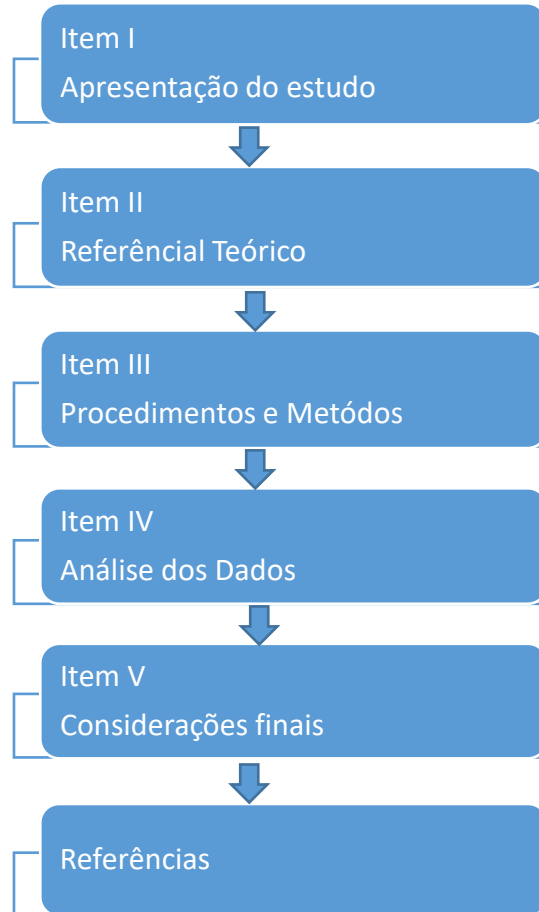 Item I
Apresentação do estudo
Item II
Referêncial Teórico
Item III
Procedimentos e Metódos
Item IV
Análise dos Dados
Item V
Considerações finais
Referências